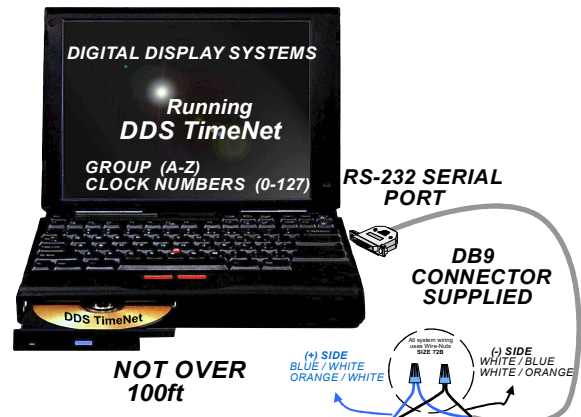 DIGITAL DISPLAY SYSTEMS
Running
DDS TimeNet
GROUP (A-Z)
CLOCK NUMBERS (0-127)
RS-232 SERIAL
PORT
DB9
CONNECTOR
SUPPLIED
DDS TimeNet
NOT OVER
100ft
All system wiring
uses Wire-Nuts
SIZE 72B
(+) SIDE
BLUE / WHITE
ORANGE / WHITE
(-) SIDE
WHITE / BLUE
WHITE / ORANGE